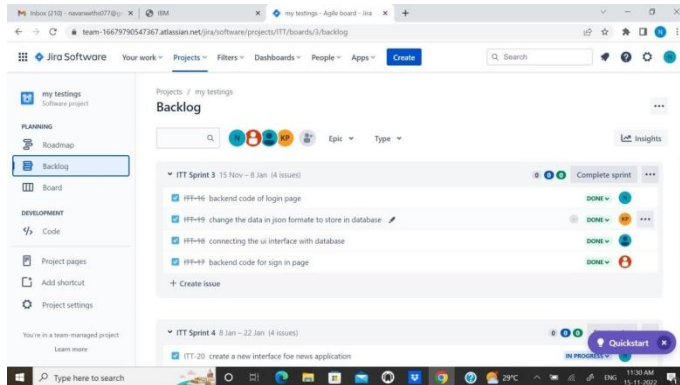 Inbox (210) - navaneetha077@g
IBM
my testings - Agile board - Jira
team-16679790547367.atlassian.net/jira/software/projects/ITT/boards/3/backlog
Jira Software Your work Projects Filters Dashboards People Apps Create Search
my testings
Software project
PLANNING
Roadmap
Backlog
Board
DEVELOPMENT
Code
Project pages
Add shortcut
Project settings
You're in a team-managed project
Learn more
Projects / my testings
Backlog
KP Epic Type Insights
ITT Sprint 3 15 Nov – 8 Jan (4 issues) 0 0 0 Complete sprint
ITT-16 backend code of login page DONE
ITT-19 change the data in json formate to store in database DONE KP
ITT-18 connecting the ui interface with database DONE
ITT-17 backend code for sign in page DONE
+ Create issue
ITT Sprint 4 8 Jan – 22 Jan (4 issues) 0 0 0
Quickstart
ITT-20 create a new interface foe news application IN PROGRESS
Type here to search 29°C ENG 11:30 AM
15-11-2022